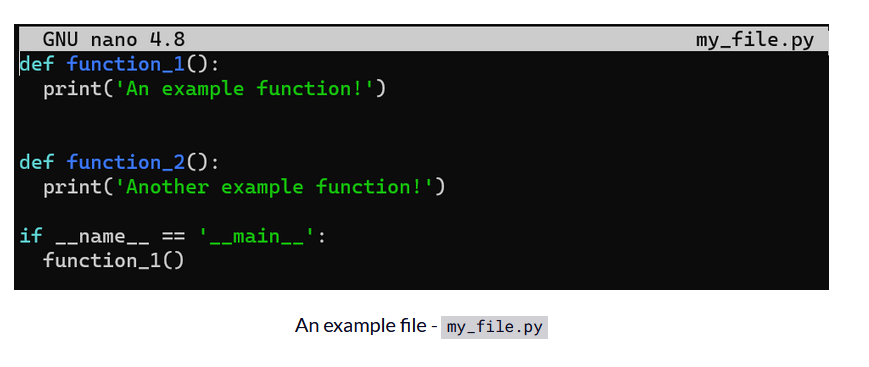 GNU nano 4.8 my_file.py
def function_1():
  print('An example function!')
def function_2():
  print('Another example function!')
if __name__ == '__main__':
  function_1()
An example file - my_file.py